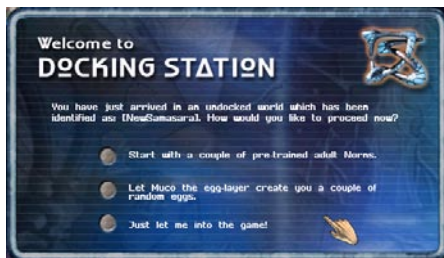 Welcome to
DOCKING STATION
You have just arrived in an undocked world which has been
identified as: [NewSamasara]. How would you like to proceed now?
Start with a couple of pre-trained adult Norns.
Let Muco the egg-layer create you a couple of
random eggs.
Just let me into the game!